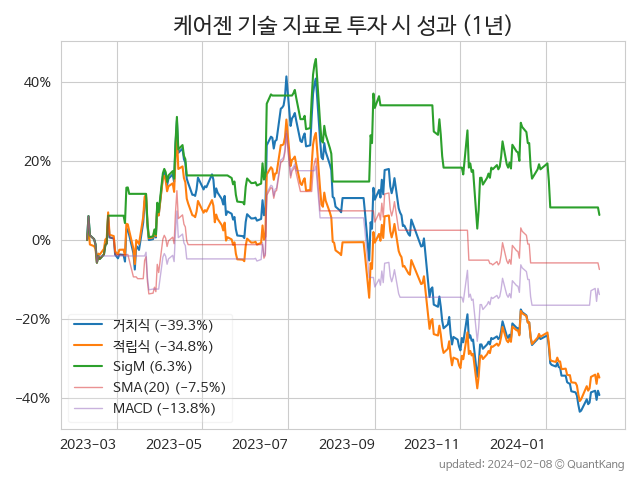 케어젠 기술 지표로 투자 시 성과 (1년)
40%
20%
0%
−20%
−40%
거치식 (−39.3%)
적립식 (−34.8%)
SigM (6.3%)
SMA(20) (−7.5%)
MACD (−13.8%)
2023-03 2023-05 2023-07 2023-09 2023-11 2024-01
updated: 2024-02-08 © QuantKang